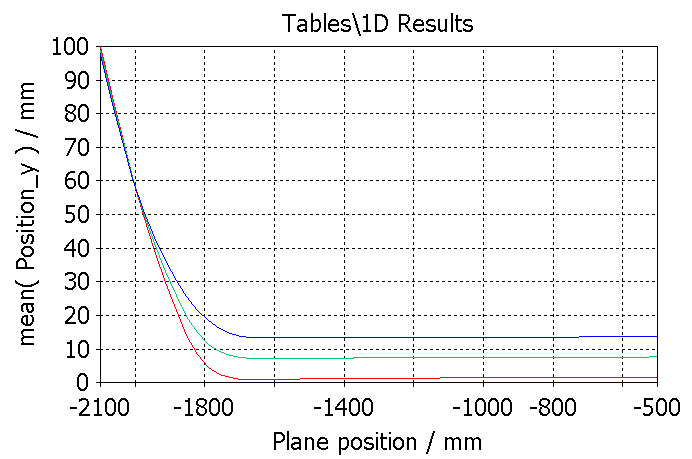 Tables\1D Results
mean( Position_y ) / mm
100
90
80
70
60
50
40
30
20
10
0
-2100 -1800 -1400 -1000 -800 -500
Plane position / mm